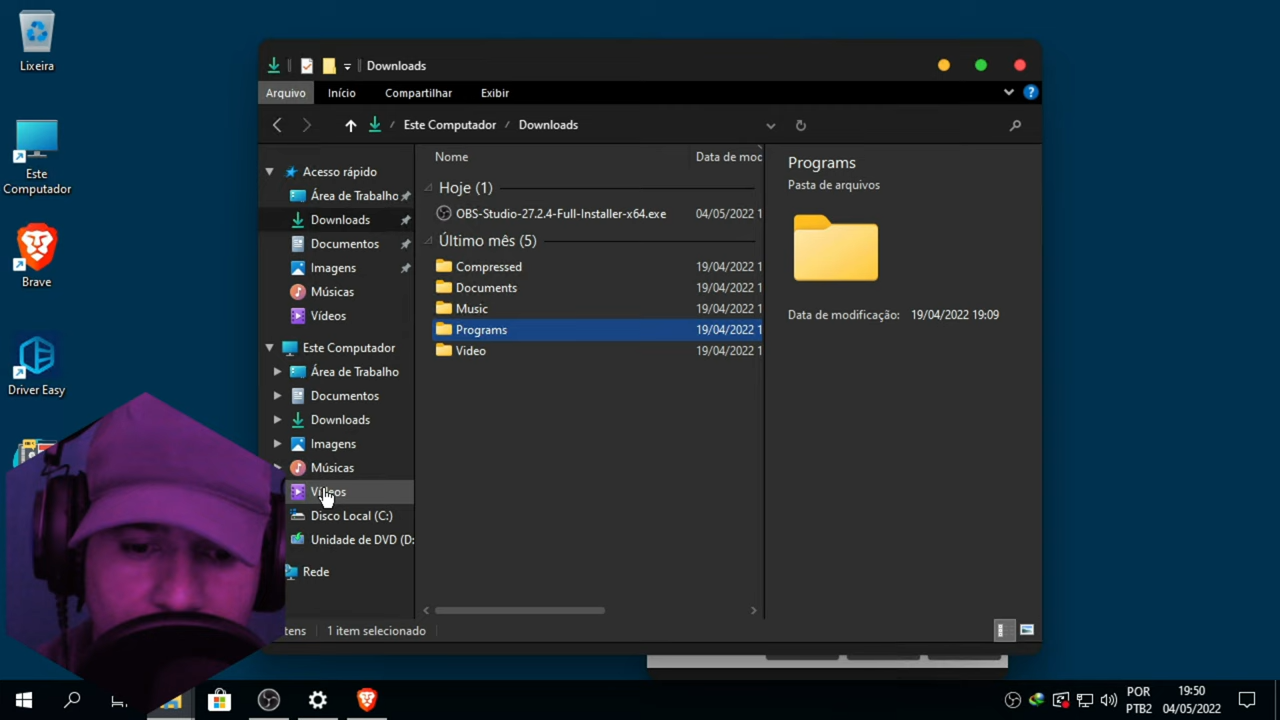 Lixeira
Este
Computador
Brave
Driver Easy
Downloads
Arquivo Início Compartilhar Exibir
Este Computador / Downloads
Acesso rápido
Área de Trabalho
Downloads
Documentos
Imagens
Músicas
Vídeos
Este Computador
Área de Trabalho
Documentos
Downloads
Imagens
Músicas
Vídeos
Disco Local (C:)
Unidade de DVD (D:
Rede
Nome Data de mod
Hoje (1)
OBS-Studio-27.2.4-Full-Installer-x64.exe 04/05/2022 1
Último mês (5)
Compressed 19/04/2022 1
Documents 19/04/2022 1
Music 19/04/2022 1
Programs 19/04/2022 1
Video 19/04/2022 1
Programs
Pasta de arquivos
Data de modificação: 19/04/2022 19:09
tens 1 item selecionado
POR
PTB2
19:50
04/05/2022